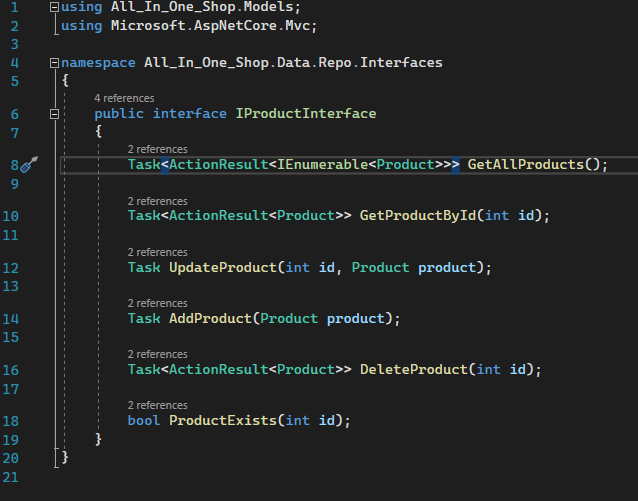 1 using All_In_One_Shop.Models;
2 using Microsoft.AspNetCore.Mvc;
3
4 namespace All_In_One_Shop.Data.Repo.Interfaces
5 {
4 references
6 public interface IProductInterface
7 {
2 references
8 Task<ActionResult<IEnumerable<Product>>> GetAllProducts();
9
2 references
10 Task<ActionResult<Product>> GetProductById(int id);
11
2 references
12 Task UpdateProduct(int id, Product product);
13
2 references
14 Task AddProduct(Product product);
15
2 references
16 Task<ActionResult<Product>> DeleteProduct(int id);
17
2 references
18 bool ProductExists(int id);
19 }
20 }
21